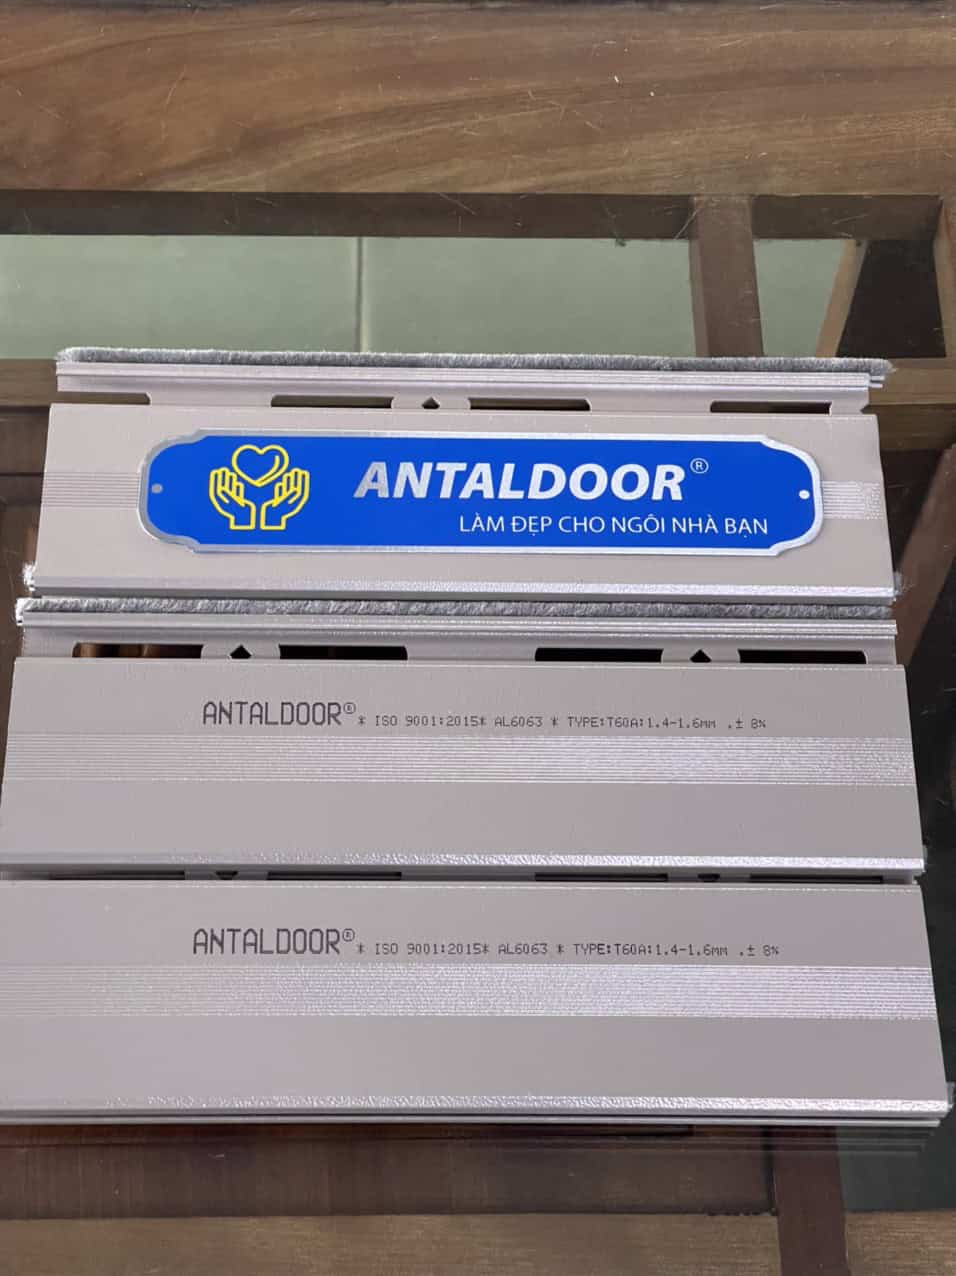 ANTALDOOR®
LÀM ĐẸP CHO NGÔI NHÀ BẠN
ANTALDOOR®* ISO 9001:2015* AL6063 * TYPE:T60A:1.4-1.6MM .± 8%
ANTALDOOR®* ISO 9001:2015* AL6063 * TYPE:T60A:1.4-1.6MM .± 8%